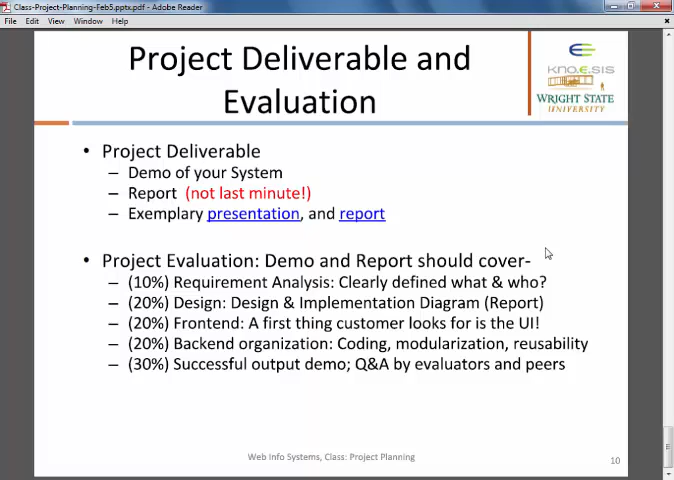 Class-Project-Planning-Feb5.pptx.pdf - Adobe Reader
File Edit View Window Help
Project Deliverable and
Evaluation
kno.e.sis
WRIGHT STATE
UNIVERSITY
• Project Deliverable
– Demo of your System
– Report (not last minute!)
– Exemplary presentation, and report
• Project Evaluation: Demo and Report should cover-
– (10%) Requirement Analysis: Clearly defined what & who?
– (20%) Design: Design & Implementation Diagram (Report)
– (20%) Frontend: A first thing customer looks for is the UI!
– (20%) Backend organization: Coding, modularization, reusability
– (30%) Successful output demo; Q&A by evaluators and peers
Web Info Systems, Class: Project Planning
10